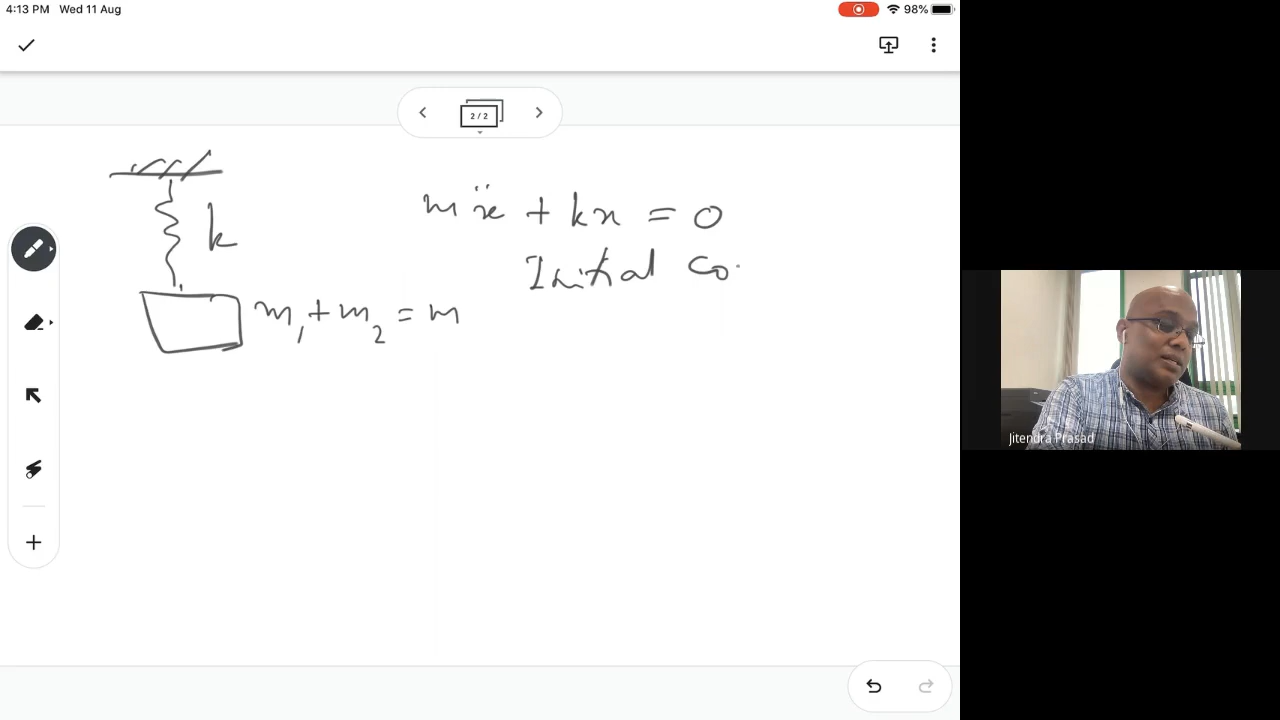 4:13 PM Wed 11 Aug
98%
2 / 2
k
mẍ + kx = 0
Initial Co
m₁ + m₂ = m
Jitendra Prasad